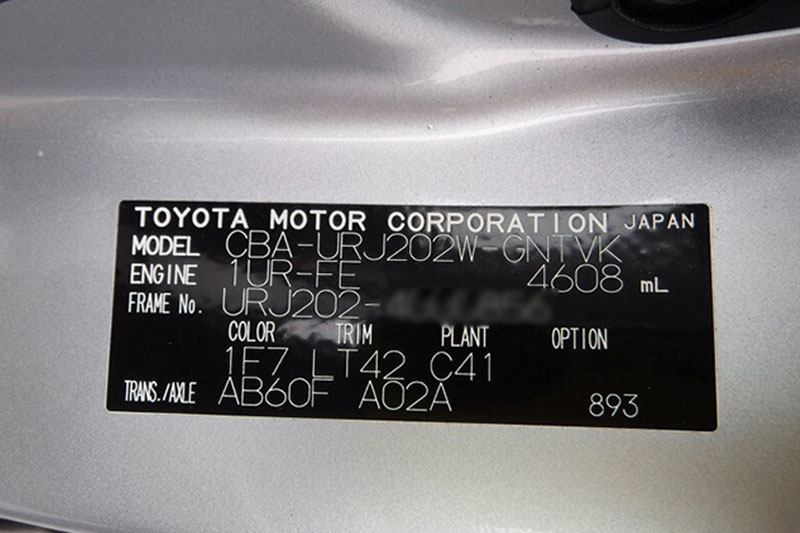 TOYOTA MOTOR CORPORATION JAPAN
MODEL CBA-URJ202W-GNTVK
ENGINE 1UR-FE 4608 mL
FRAME No. URJ202-
COLOR TRIM PLANT OPTION
1F7 LT42 C41
TRANS./AXLE AB60F A02A 893